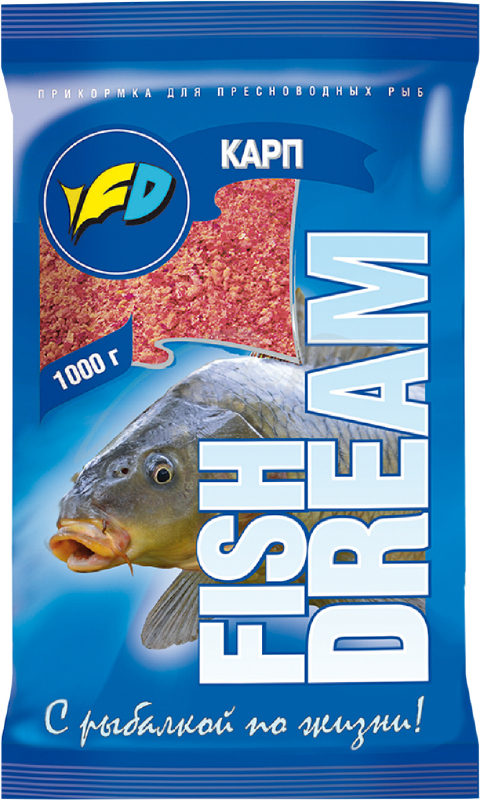 ПРИКОРМКА ДЛЯ ПРЕСНОВОДНЫХ РЫБ
КАРП
FD
1000 г
FISH
DREAM
С рыбалкой по жизни!